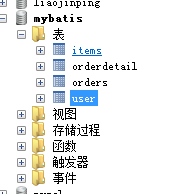 liaojinping
mybatis
表
items
orderdetail
orders
user
视图
存储过程
函数
触发器
事件